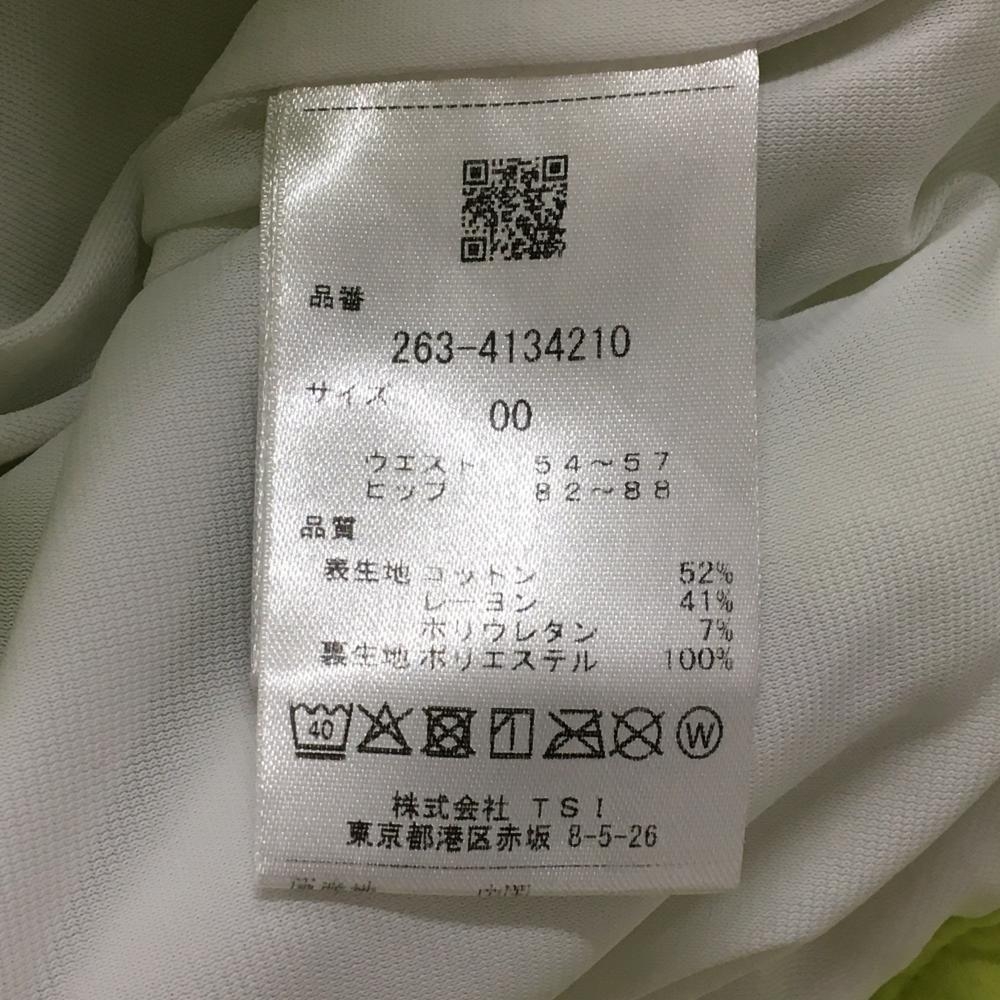 品番
263-4134210
サイズ
00
ウエスト 54~57
ヒップ 82~88
品質
表生地 コットン 52%
レーヨン 41%
ポリウレタン 7%
裏生地 ポリエステル 100%
40
W
株式会社 TSI
東京都港区赤坂 8-5-26